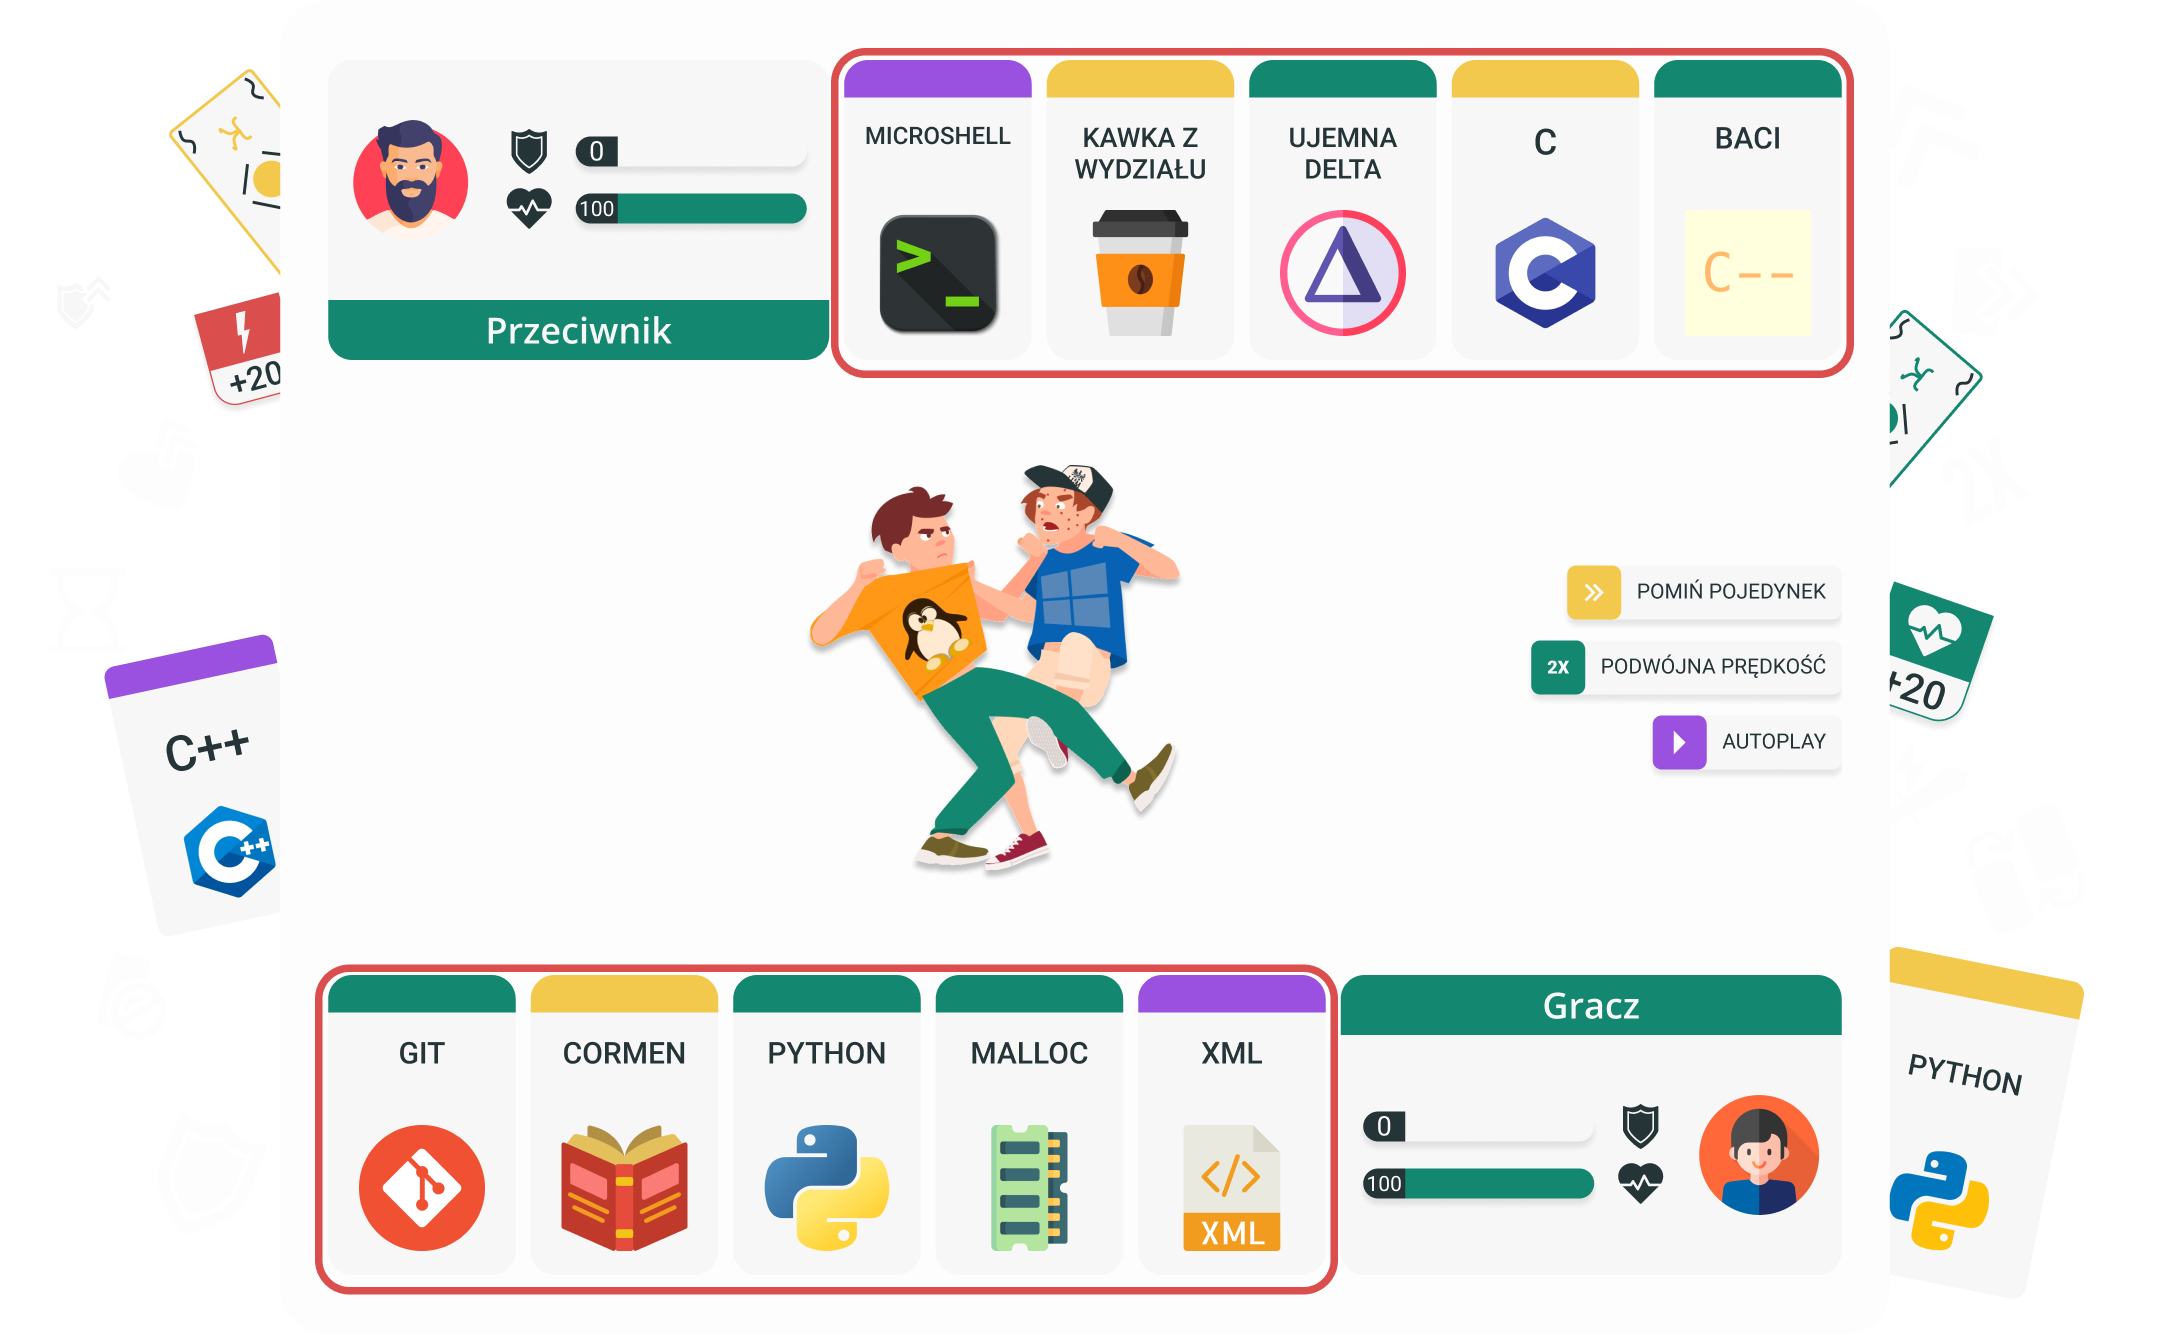 0
100
Przeciwnik
MICROSHELL
KAWKA Z
WYDZIAŁU
UJEMNA
DELTA
C
BACI
>_
C
C--
+20
C++
C++
POMIŃ POJEDYNEK
2X
PODWÓJNA PRĘDKOŚĆ
AUTOPLAY
2X
+20
GIT
CORMEN
PYTHON
MALLOC
XML
</>
XML
Gracz
0
100
PYTHON